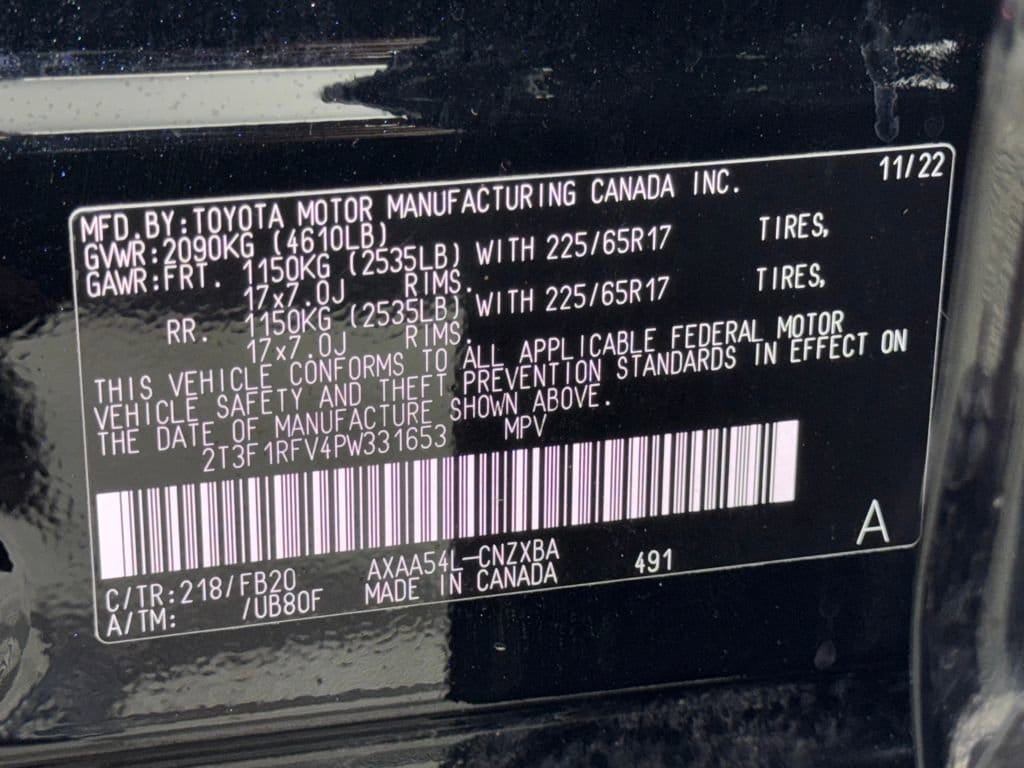 11/22
MFD.BY:TOYOTA MOTOR MANUFACTURING CANADA INC.
GVWR:2090KG (4610LB)
GAWR:FRT. 1150KG (2535LB) WITH 225/65R17 TIRES,
17x7.0J RIMS.
RR. 1150KG (2535LB) WITH 225/65R17 TIRES,
17x7.0J RIMS.
THIS VEHICLE CONFORMS TO ALL APPLICABLE FEDERAL MOTOR
VEHICLE SAFETY AND THEFT PREVENTION STANDARDS IN EFFECT ON
THE DATE OF MANUFACTURE SHOWN ABOVE.
2T3F1RFV4PW331653 MPV
C/TR:218/FB20 AXAA54L-CNZXBA 491 A
A/TM: /UB80F MADE IN CANADA